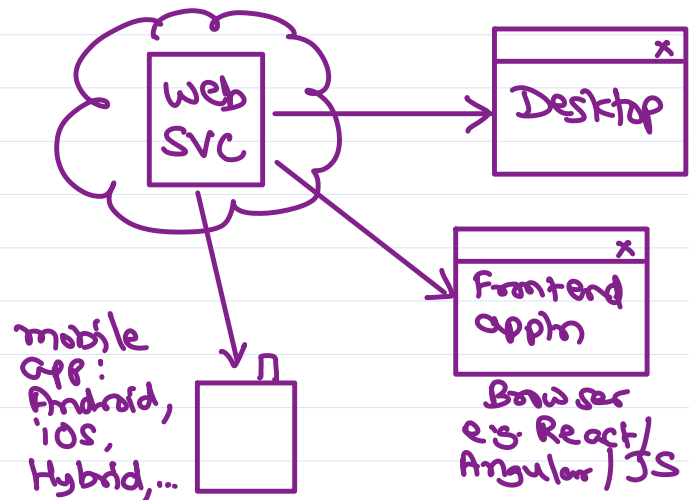 Web
SVC
x
Desktop
x
Frontend
appln
mobile
app:
Android,
iOS,
Hybrid,...
Browser
e.g. React/
Angular/JS